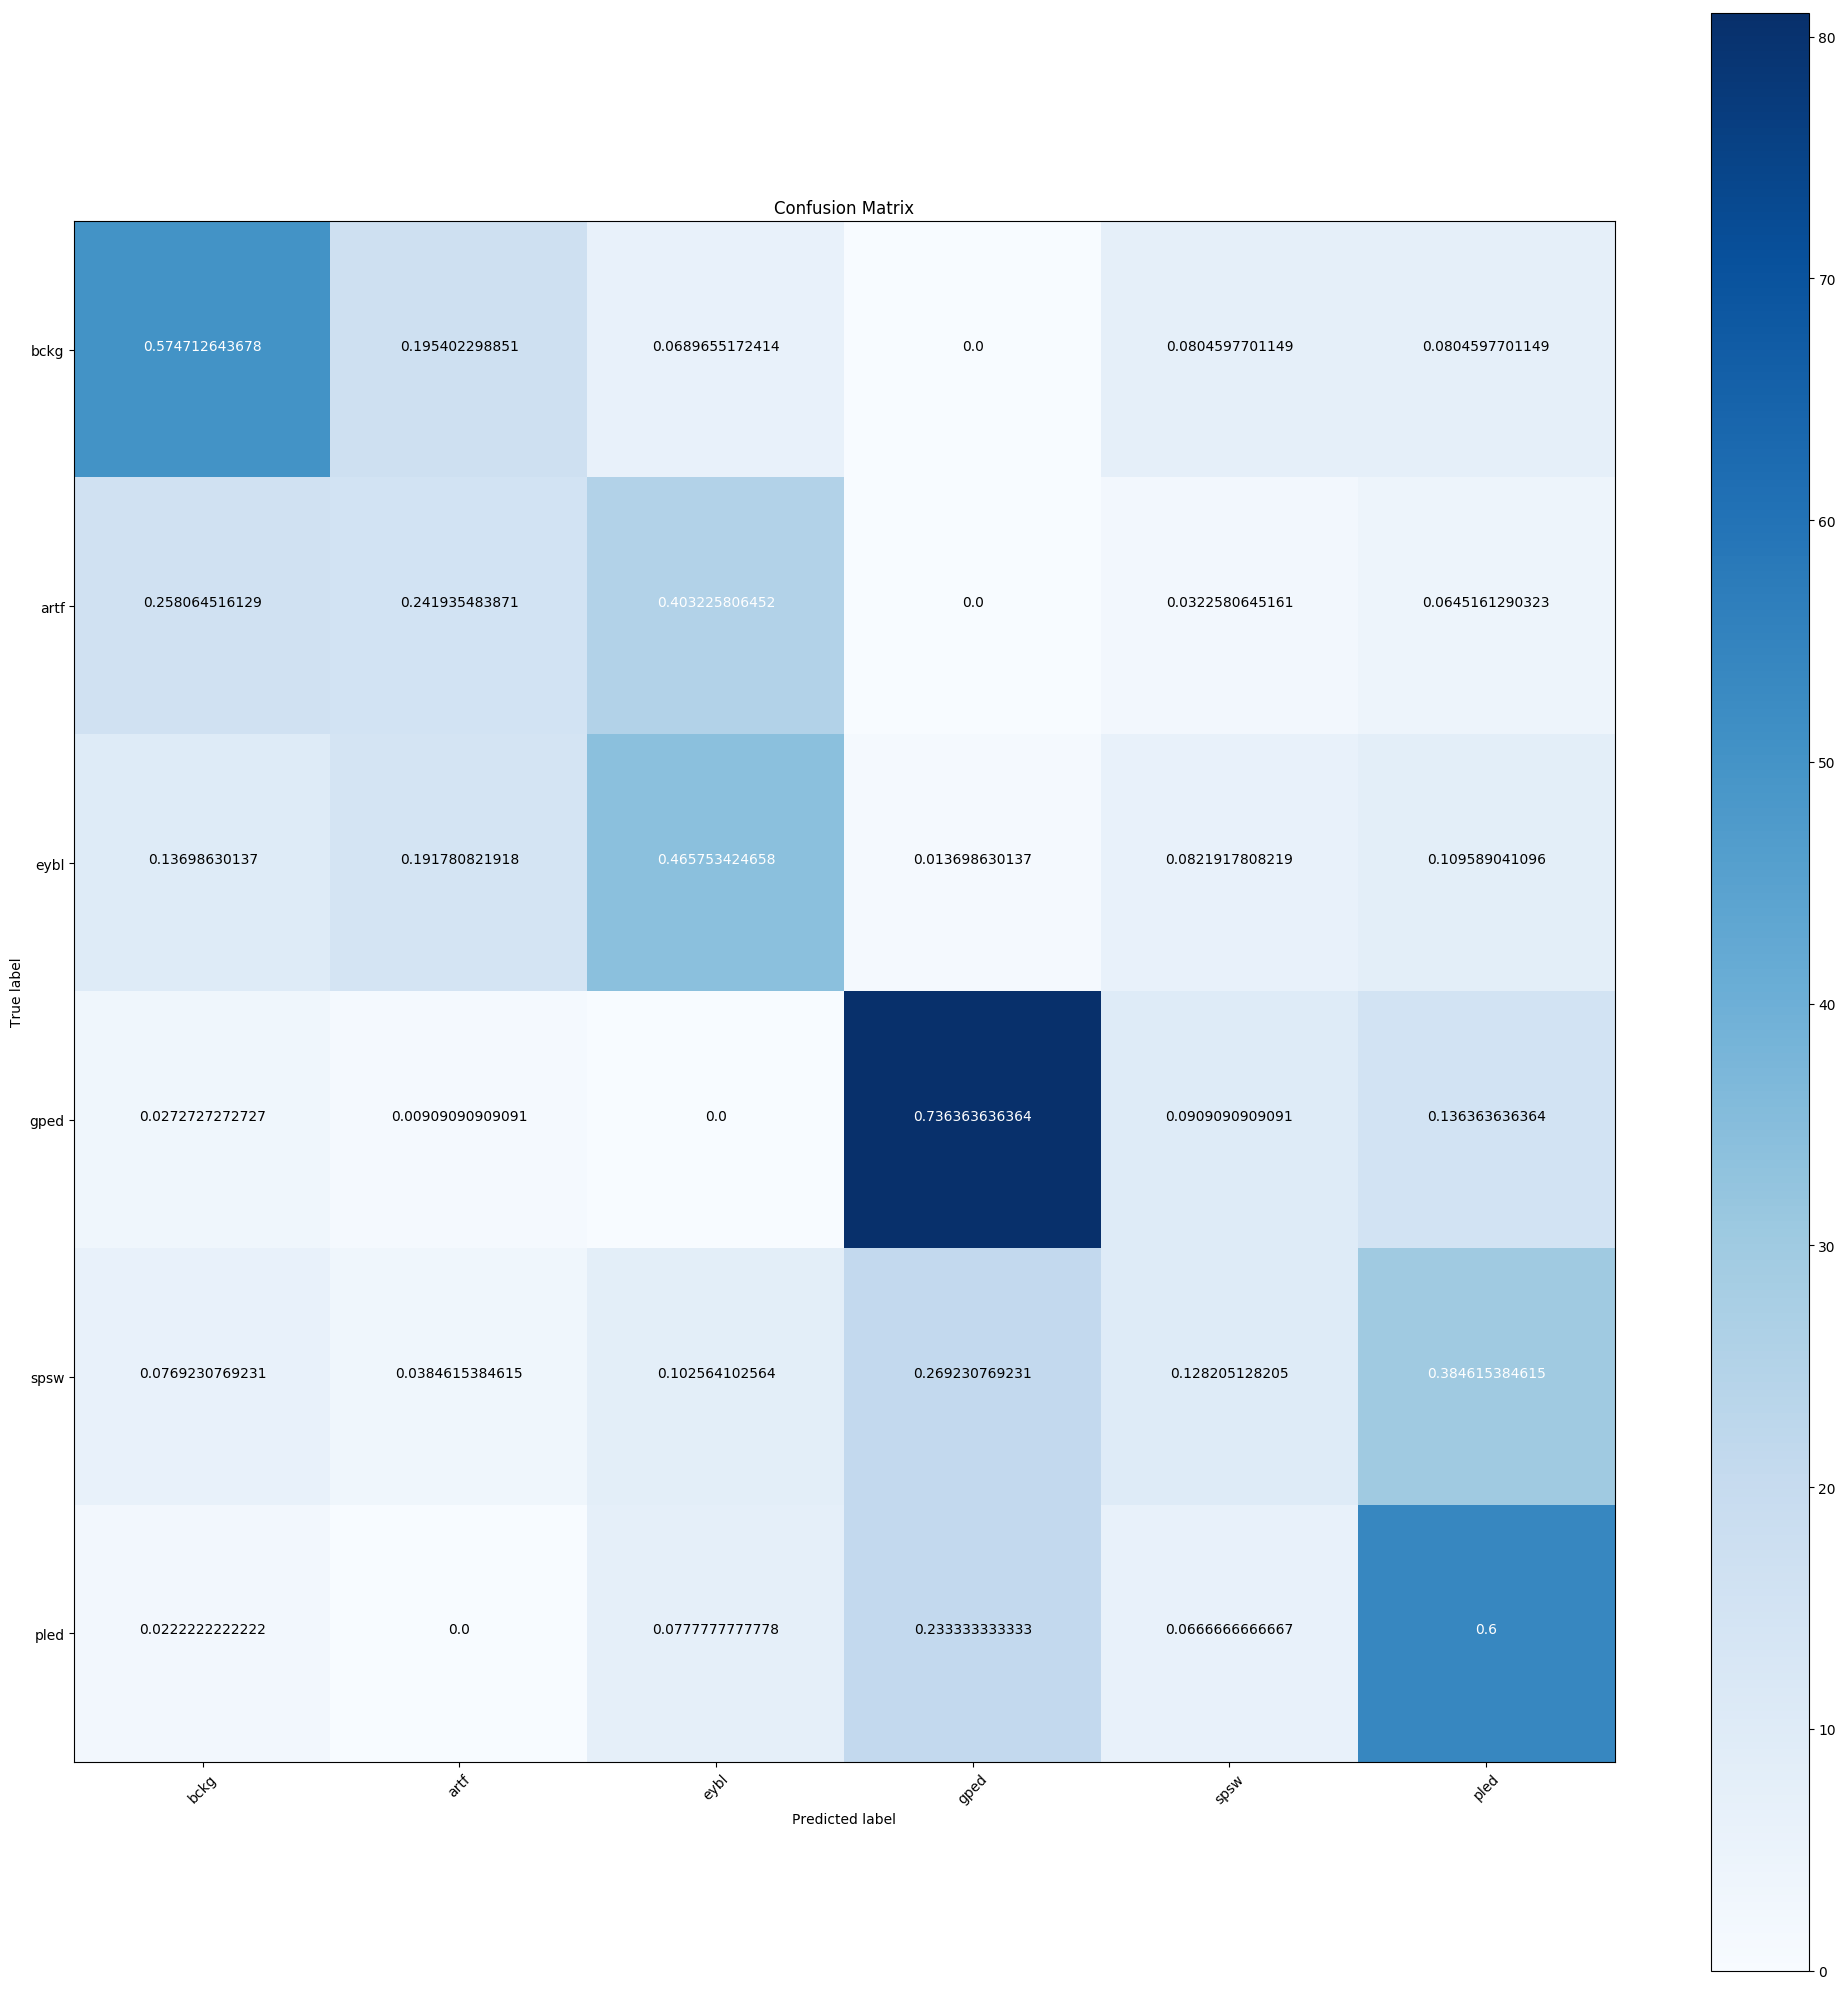 Confusion Matrix
bckg 0.574712643678 0.195402298851 0.0689655172414 0.0 0.0804597701149 0.0804597701149
artf 0.258064516129 0.241935483871 0.403225806452 0.0 0.0322580645161 0.0645161290323
eybl 0.13698630137 0.191780821918 0.465753424658 0.013698630137 0.0821917808219 0.109589041096
gped 0.0272727272727 0.00909090909091 0.0 0.736363636364 0.0909090909091 0.136363636364
spsw 0.0769230769231 0.0384615384615 0.102564102564 0.269230769231 0.128205128205 0.384615384615
pled 0.0222222222222 0.0 0.0777777777778 0.233333333333 0.0666666666667 0.6
bckg artf eybl gped spsw pled
Predicted label
True label
80
70
60
50
40
30
20
10
0